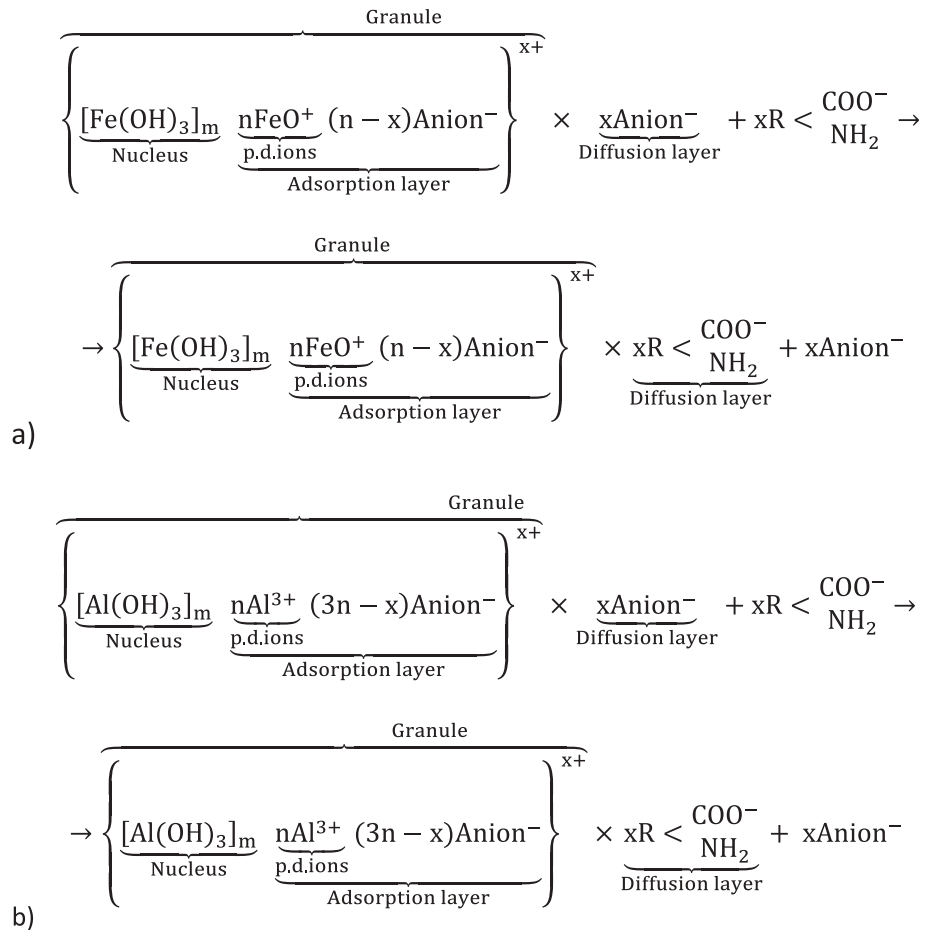 Granule
{[Fe(OH)₃]ₘ nFeO⁺ (n − x)Anion⁻}ˣ⁺ × xAnion⁻ + xR < COO⁻ NH₂ →
Nucleus p.d.ions Diffusion layer
Adsorption layer
Granule
→ {[Fe(OH)₃]ₘ nFeO⁺ (n − x)Anion⁻}ˣ⁺ × xR < COO⁻ NH₂ + xAnion⁻
Nucleus p.d.ions Diffusion layer
Adsorption layer
a)
Granule
{[Al(OH)₃]ₘ nAl³⁺ (3n − x)Anion⁻}ˣ⁺ × xAnion⁻ + xR < COO⁻ NH₂ →
Nucleus p.d.ions Diffusion layer
Adsorption layer
Granule
→ {[Al(OH)₃]ₘ nAl³⁺ (3n − x)Anion⁻}ˣ⁺ × xR < COO⁻ NH₂ + xAnion⁻
Nucleus p.d.ions Diffusion layer
Adsorption layer
b)